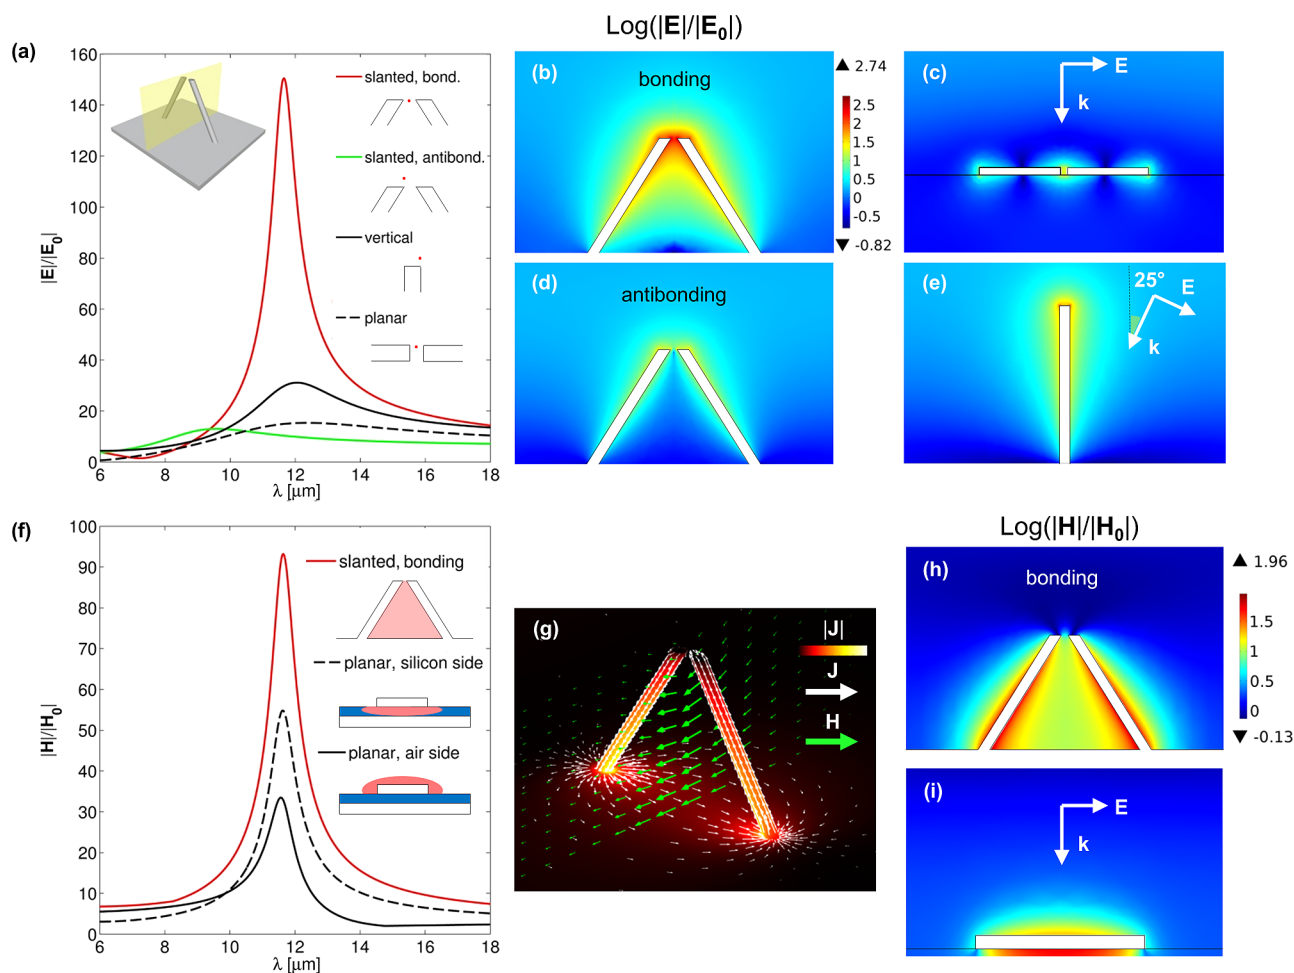 Log(|E|/|E₀|)
(a)
160
140
120
100
80
60
40
20
0
6 8 10 12 14 16 18
λ [µm]
|E|/|E₀|
slanted, bond.
slanted, antibond.
vertical
planar
(b)
bonding
2.74
2.5
2
1.5
1
0.5
0
-0.5
-0.82
(c)
E
k
(d)
antibonding
(e)
25°
E
k
(f)
100
90
80
70
60
50
40
30
20
10
0
6 8 10 12 14 16 18
λ [µm]
|H|/|H₀|
slanted, bonding
planar, silicon side
planar, air side
(g)
|J|
J
H
Log(|H|/|H₀|)
(h)
bonding
1.96
1.5
1
0.5
0
-0.13
(i)
E
k